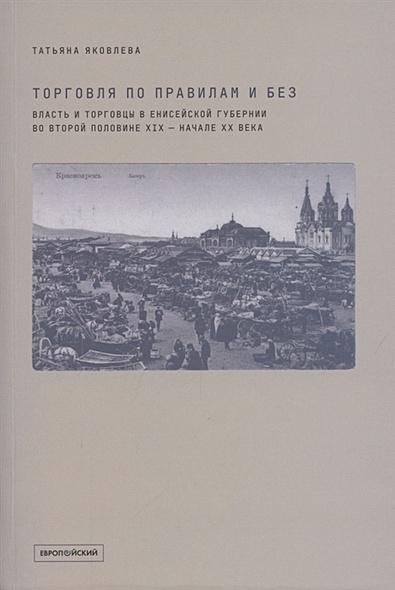 ТАТЬЯНА ЯКОВЛЕВА
ТОРГОВЛЯ ПО ПРАВИЛАМ И БЕЗ
ВЛАСТЬ И ТОРГОВЦЫ В ЕНИСЕЙСКОЙ ГУБЕРНИИ
ВО ВТОРОЙ ПОЛОВИНЕ XIX — НАЧАЛЕ XX ВЕКА
Красноярскъ Базаръ
ЕВРОПЕЙСКИЙ